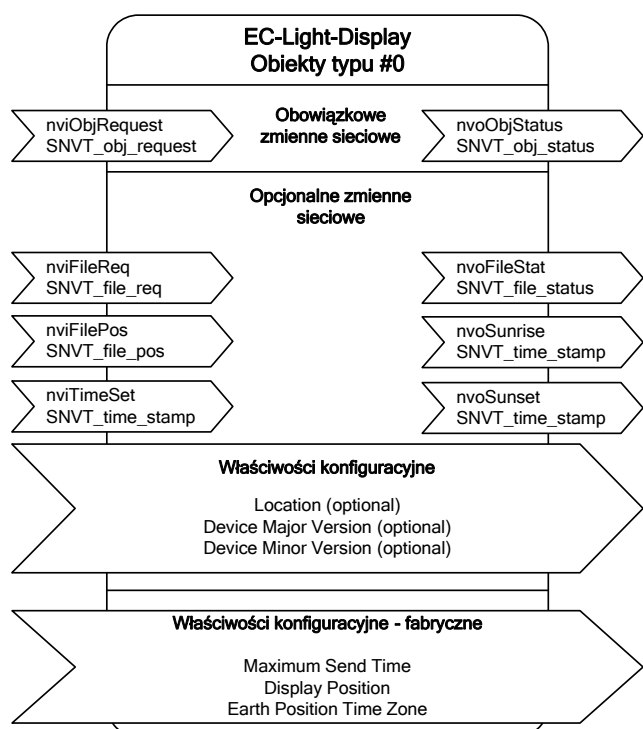 EC-Light-Display
Obiekty typu #0
Obowiązkowe
zmienne sieciowe
nviObjRequest
SNVT_obj_request
nvoObjStatus
SNVT_obj_status
Opcjonalne zmienne
sieciowe
nviFileReq
SNVT_file_req
nvoFileStat
SNVT_file_status
nviFilePos
SNVT_file_pos
nvoSunrise
SNVT_time_stamp
nviTimeSet
SNVT_time_stamp
nvoSunset
SNVT_time_stamp
Właściwości konfiguracyjne
Location (optional)
Device Major Version (optional)
Device Minor Version (optional)
Właściwości konfiguracyjne - fabryczne
Maximum Send Time
Display Position
Earth Position Time Zone